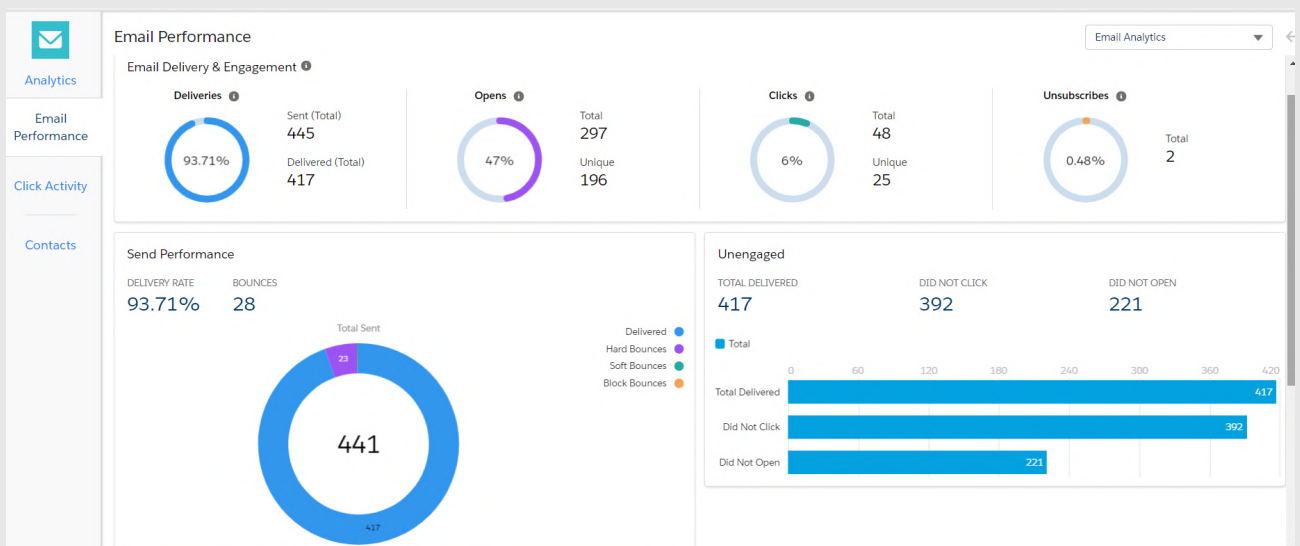 Email Performance
Email Analytics
Analytics
Email
Performance
Click Activity
Contacts
Email Delivery & Engagement
Deliveries
93.71%
Sent (Total)
445
Delivered (Total)
417
Opens
47%
Total
297
Unique
196
Clicks
6%
Total
48
Unique
25
Unsubscribes
0.48%
Total
2
Send Performance
DELIVERY RATE
93.71%
BOUNCES
28
Total Sent
23
441
417
Delivered
Hard Bounces
Soft Bounces
Block Bounces
Unengaged
TOTAL DELIVERED
417
DID NOT CLICK
392
DID NOT OPEN
221
Total
0 60 120 180 240 300 360 420
Total Delivered 417
Did Not Click 392
Did Not Open 221